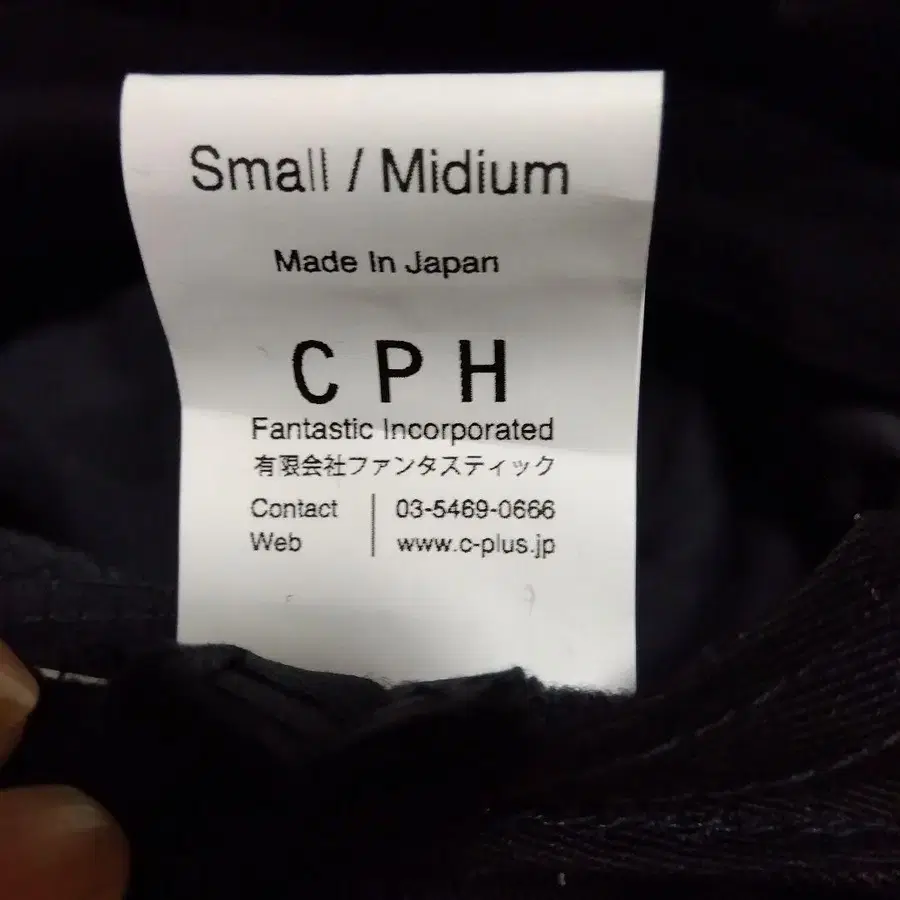 Small / Midium
Made In Japan
CPH
Fantastic Incorporated
有限会社ファンタスティック
Contact | 03-5469-0666
Web | www.c-plus.jp